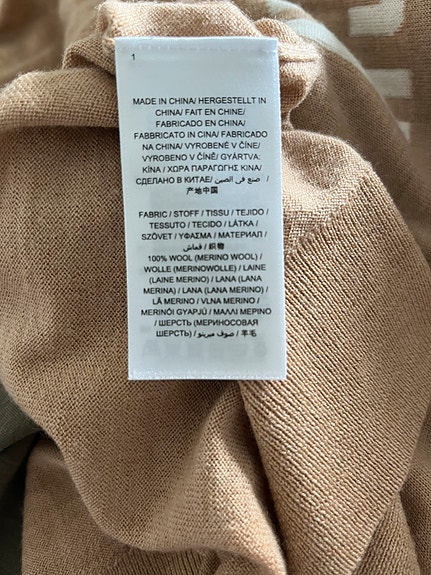 1
MADE IN CHINA/ HERGESTELLT IN
CHINA/ FAIT EN CHINE/
FABRICADO EN CHINA/
FABBRICATO IN CINA/ FABRICADO
NA CHINA/ VYROBENÉ V ČÍNE/
VYROBENO V ČÍNĚ/ GYÁRTVA:
KÍNA / ΧΩΡΑ ΠΑΡΑΓΩΓΗΣ ΚΙΝΑ/
СДЕЛАНО В КИТАЕ/ صنع في الصين /
产地中国
FABRIC / STOFF / TISSU / TEJIDO /
TESSUTO / TECIDO / LÁTKA /
SZÖVET / ΥΦΑΣΜΑ / МАТЕРИАЛ /
قماش / 织物
100% WOOL (MERINO WOOL) /
WOLLE (MERINOWOLLE) / LAINE
(LAINE MERINO) / LANA (LANA
MERINA) / LANA (LANA MERINO) /
LÃ MERINO / VLNA MERINO /
MERINÓI GYAPJÚ / ΜΑΛΛΙ ΜΕΡΙΝΟ
/ ШЕРСТЬ (МЕРИНОСОВАЯ
ШЕРСТЬ) / صوف ميرينو / 羊毛